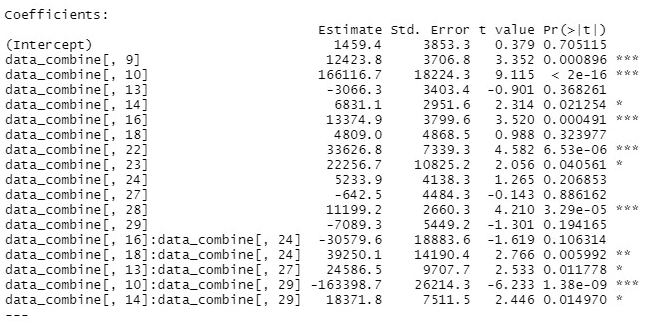 Coefficients:
Estimate Std. Error t value Pr(>|t|)
(Intercept) 1459.4 3853.3 0.379 0.705115
data_combine[, 9] 12423.8 3706.8 3.352 0.000896 ***
data_combine[, 10] 166116.7 18224.3 9.115 < 2e-16 ***
data_combine[, 13] -3066.3 3403.4 -0.901 0.368261
data_combine[, 14] 6831.1 2951.6 2.314 0.021254 *
data_combine[, 16] 13374.9 3799.6 3.520 0.000491 ***
data_combine[, 18] 4809.0 4868.5 0.988 0.323977
data_combine[, 22] 33626.8 7339.3 4.582 6.53e-06 ***
data_combine[, 23] 22256.7 10825.2 2.056 0.040561 *
data_combine[, 24] 5233.9 4138.3 1.265 0.206853
data_combine[, 27] -642.5 4484.3 -0.143 0.886162
data_combine[, 28] 11199.2 2660.3 4.210 3.29e-05 ***
data_combine[, 29] -7089.3 5449.2 -1.301 0.194165
data_combine[, 16]:data_combine[, 24] -30579.6 18883.6 -1.619 0.106314
data_combine[, 18]:data_combine[, 24] 39250.1 14190.4 2.766 0.005992 **
data_combine[, 13]:data_combine[, 27] 24586.5 9707.7 2.533 0.011778 *
data_combine[, 10]:data_combine[, 29] -163398.7 26214.3 -6.233 1.38e-09 ***
data_combine[, 14]:data_combine[, 29] 18371.8 7511.5 2.446 0.014970 *
---